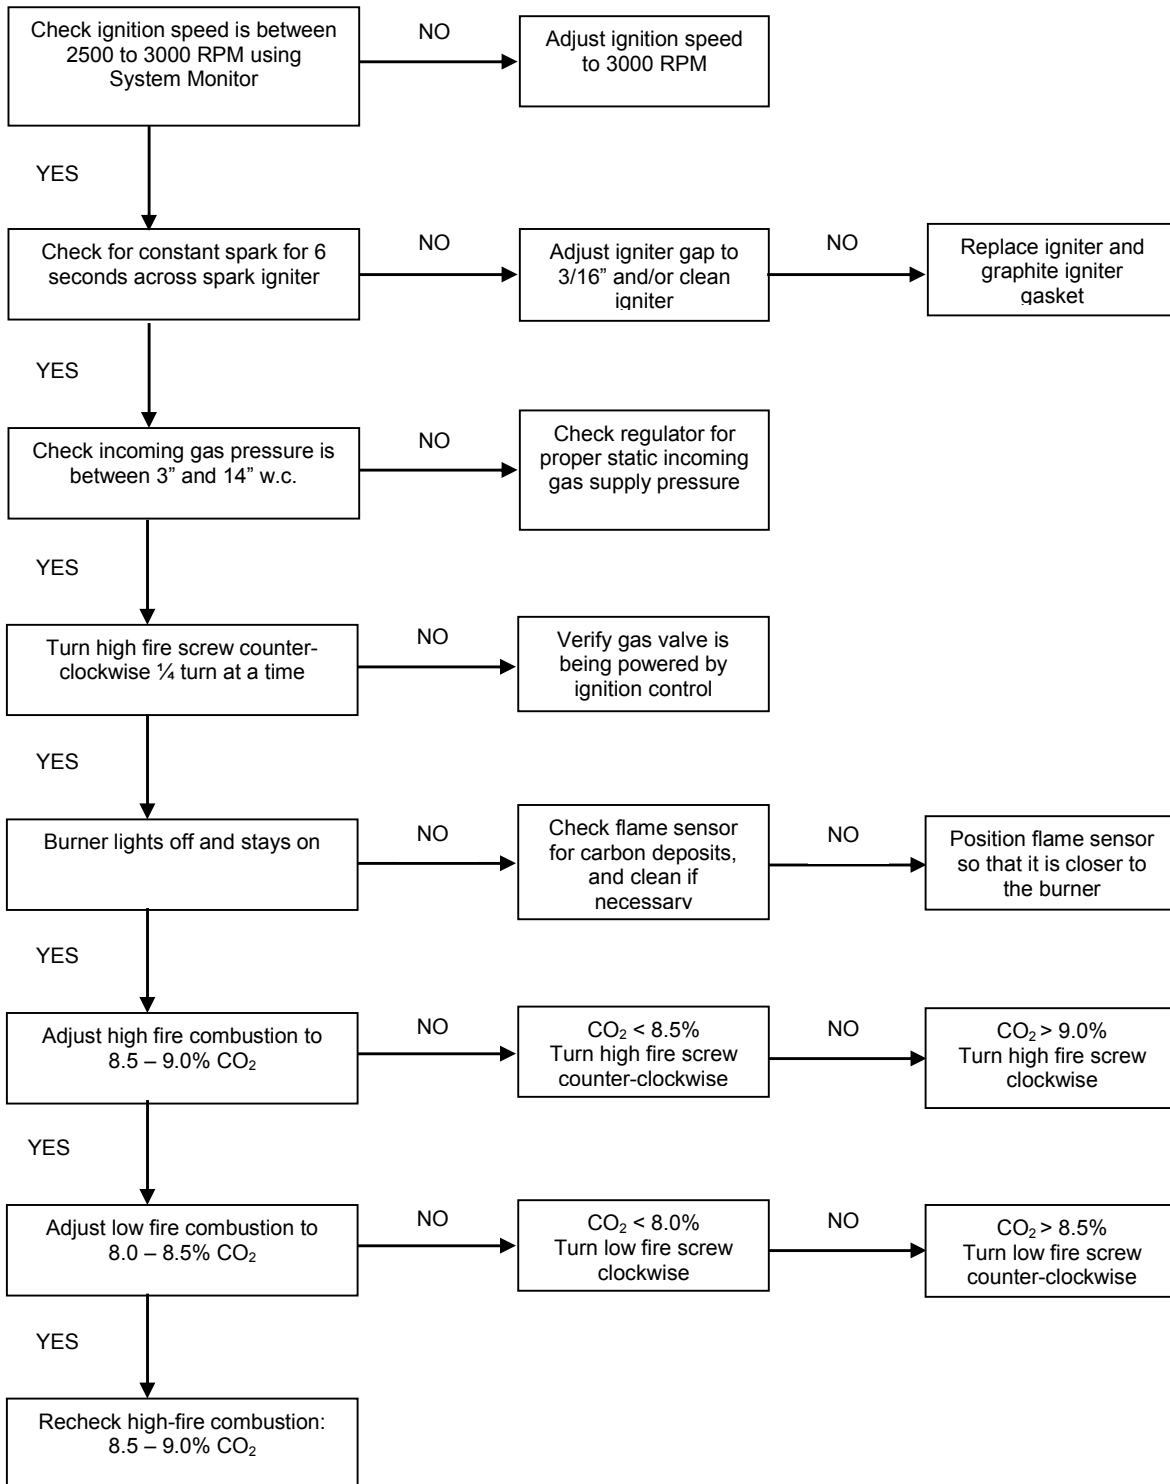 Check ignition speed is between
2500 to 3000 RPM using
System Monitor
NO
Adjust ignition speed
to 3000 RPM
YES
Check for constant spark for 6
seconds across spark igniter
NO
Adjust igniter gap to
3/16” and/or clean
igniter
NO
Replace igniter and
graphite igniter
gasket
YES
Check incoming gas pressure is
between 3” and 14” w.c.
NO
Check regulator for
proper static incoming
gas supply pressure
YES
Turn high fire screw counter-
clockwise ¼ turn at a time
NO
Verify gas valve is
being powered by
ignition control
YES
Burner lights off and stays on
NO
Check flame sensor
for carbon deposits,
and clean if
necessary
NO
Position flame sensor
so that it is closer to
the burner
YES
Adjust high fire combustion to
8.5 – 9.0% CO₂
NO
CO₂ < 8.5%
Turn high fire screw
counter-clockwise
NO
CO₂ > 9.0%
Turn high fire screw
clockwise
YES
Adjust low fire combustion to
8.0 – 8.5% CO₂
NO
CO₂ < 8.0%
Turn low fire screw
clockwise
NO
CO₂ > 8.5%
Turn low fire screw
counter-clockwise
YES
Recheck high-fire combustion:
8.5 – 9.0% CO₂